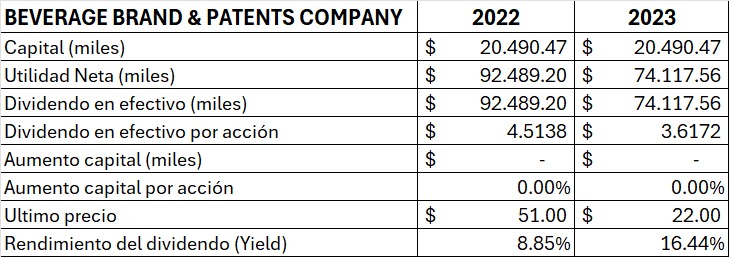 BEVERAGE BRAND & PATENTS COMPANY 2022 2023
Capital (miles) $ 20.490.47 $ 20.490.47
Utilidad Neta (miles) $ 92.489.20 $ 74.117.56
Dividendo en efectivo (miles) $ 92.489.20 $ 74.117.56
Dividendo en efectivo por acción $ 4.5138 $ 3.6172
Aumento capital (miles) $ - $ -
Aumento capital por acción 0.00% 0.00%
Ultimo precio $ 51.00 $ 22.00
Rendimiento del dividendo (Yield) 8.85% 16.44%